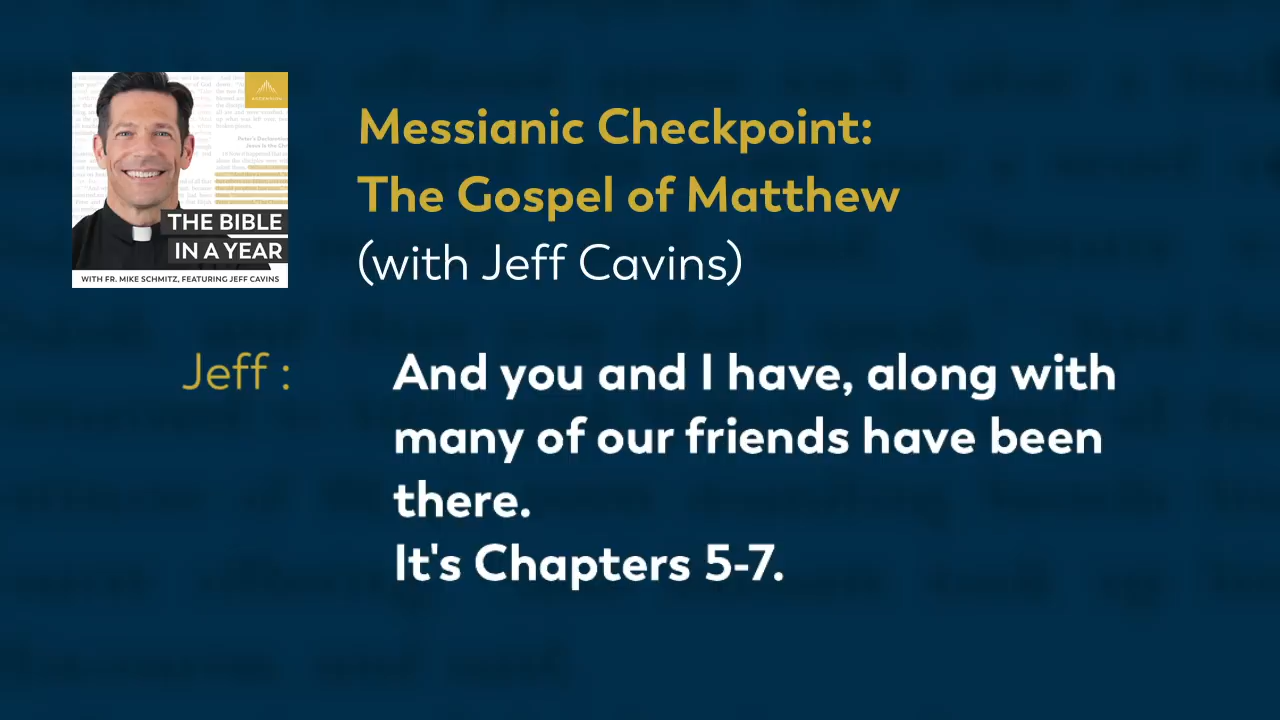 Messianic Checkpoint:
The Gospel of Matthew
(with Jeff Cavins)
THE BIBLE
IN A YEAR
WITH FR. MIKE SCHMITZ, FEATURING JEFF CAVINS
Jeff :
And you and I have, along with
many of our friends have been
there.
It's Chapters 5-7.